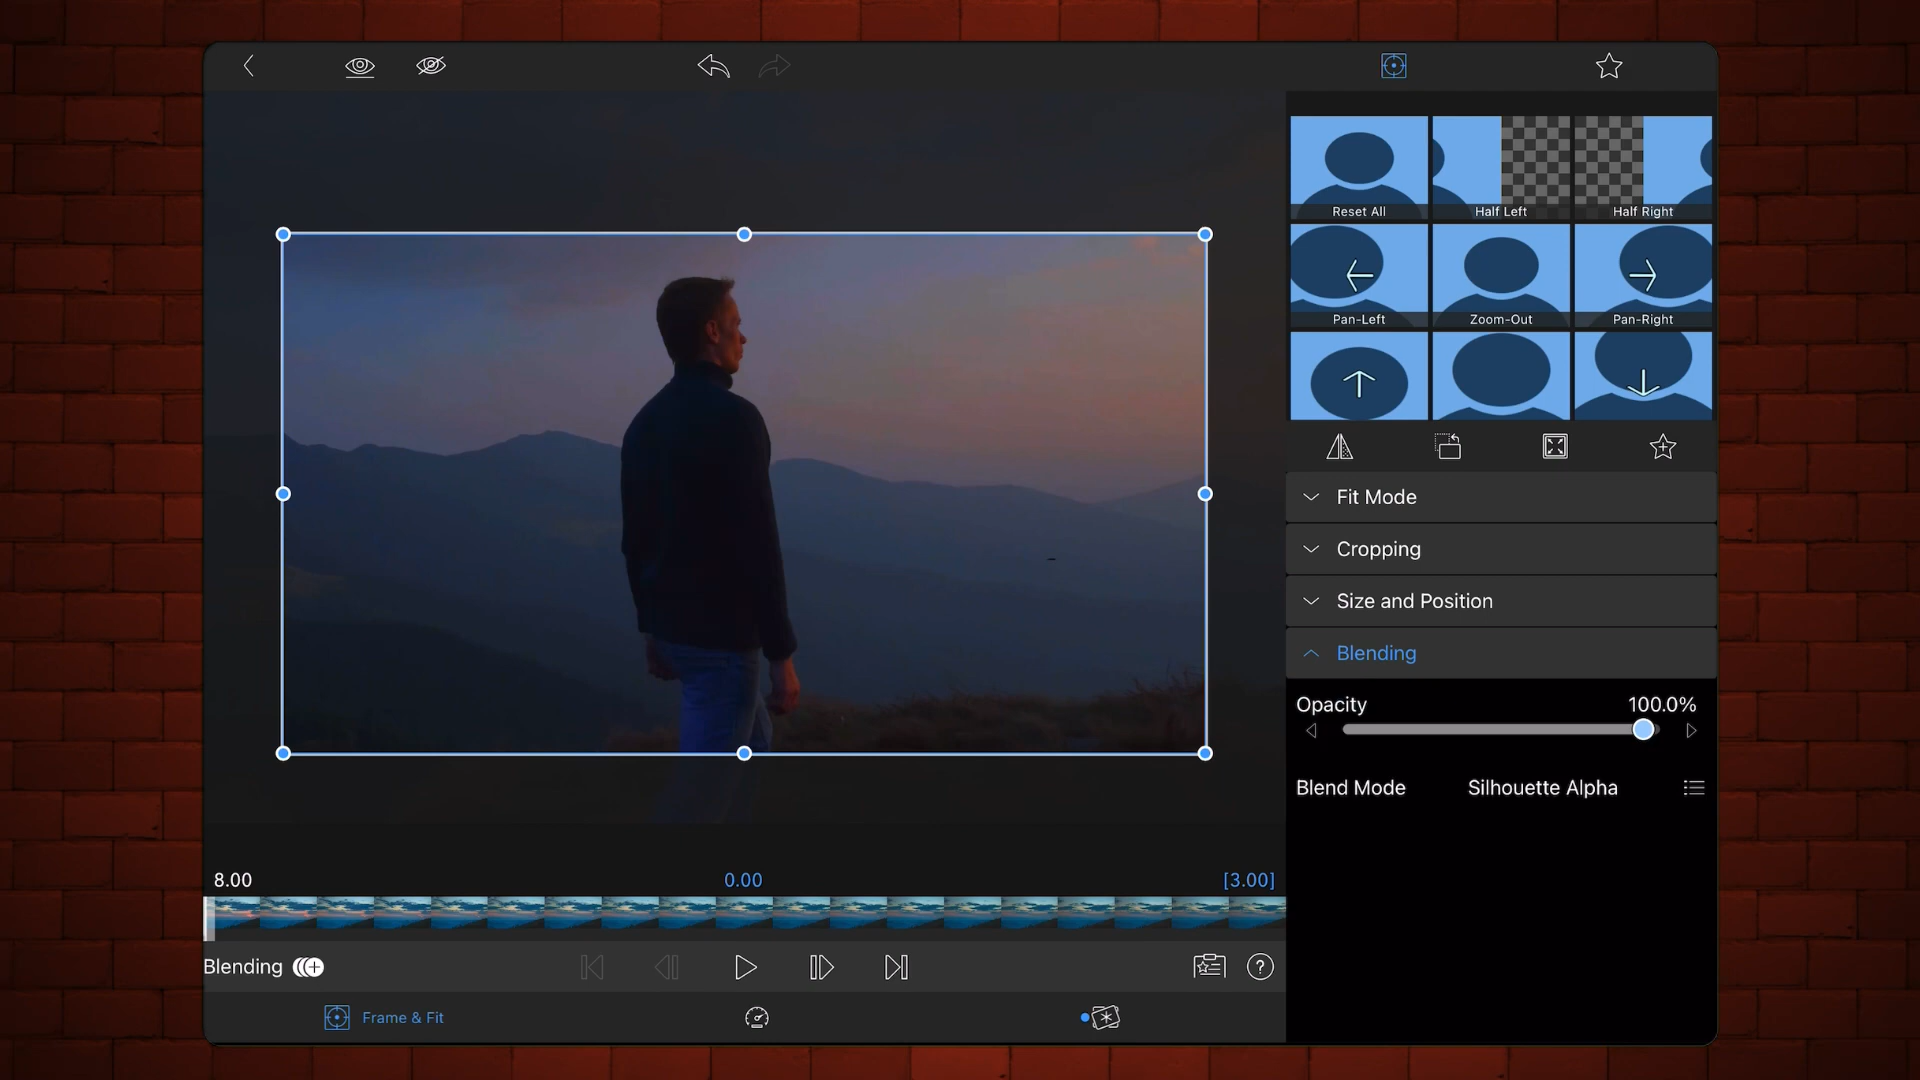 Reset All
Half Left
Half Right
Pan-Left
Zoom-Out
Pan-Right
Fit Mode
Cropping
Size and Position
Blending
Opacity
100.0%
Blend Mode
Silhouette Alpha
8.00
0.00
[3.00]
Blending
?
Frame & Fit